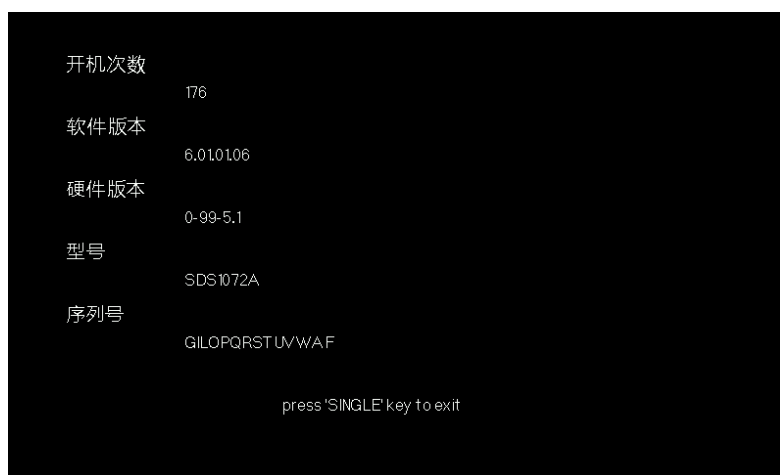 开机次数
176
软件版本
6.01.01.06
硬件版本
0-99-5.1
型号
SDS1072A
序列号
GILOPQRSTUVWAF
press 'SINGLE' key to exit